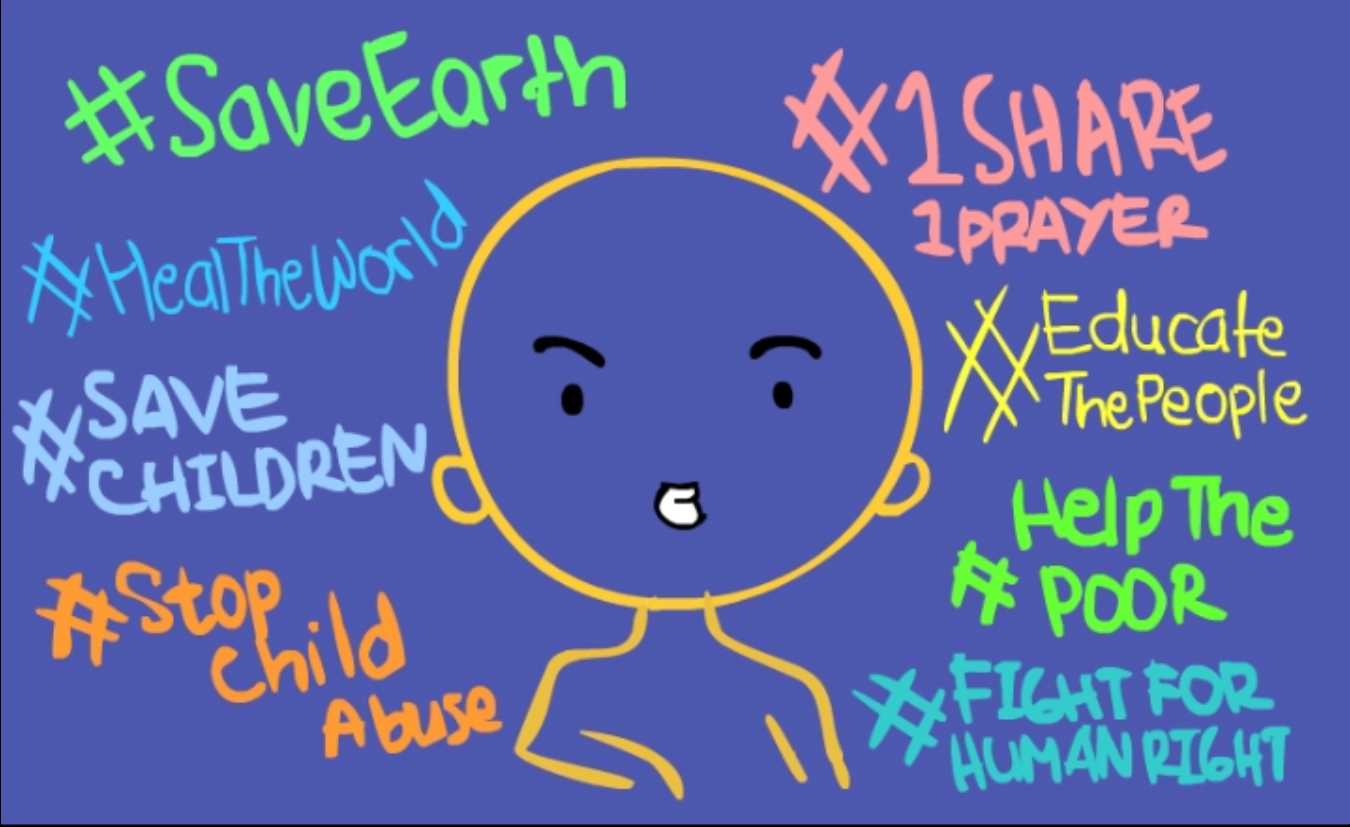 #SaveEarth
#HealTheWorld
#SAVE
CHILDREN
#Stop
Child
Abuse
#1SHARE
1PRAYER
#Educate
ThePeople
Help The
# POOR
#FIGHT FOR
HUMAN RIGHT